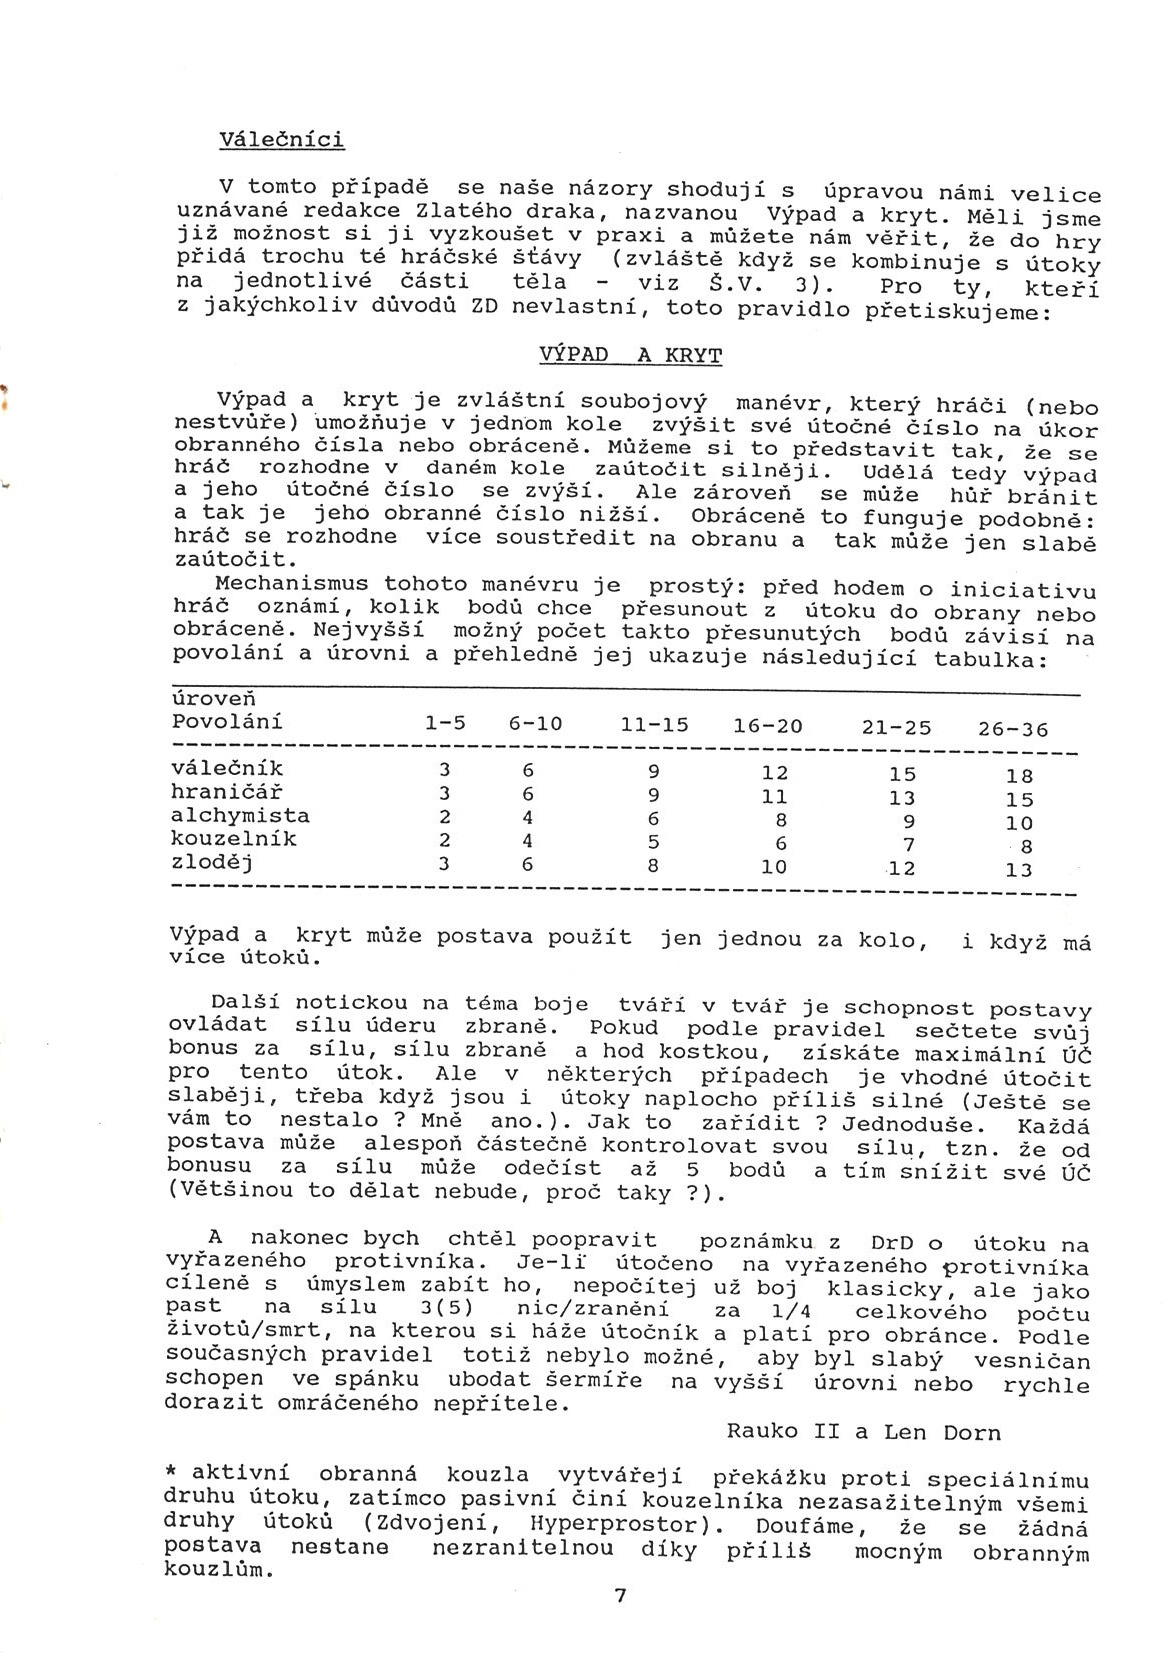 Válečníci
V tomto případě se naše názory shodují s úpravou námi velice
uznávané redakce Zlatého draka, nazvanou Výpad a kryt. Měli jsme
již možnost si ji vyzkoušet v praxi a můžete nám věřit, že do hry
přidá trochu té hráčské šťávy (zvláště když se kombinuje s útoky
na jednotlivé části těla - viz Š.V. 3). Pro ty, kteří
z jakýchkoliv důvodů ZD nevlastní, toto pravidlo přetiskujeme:
VÝPAD A KRYT
Výpad a kryt je zvláštní soubojový manévr, který hráči (nebo
nestvůře) umožňuje v jednom kole zvýšit své útočné číslo na úkor
obranného čísla nebo obráceně. Můžeme si to představit tak, že se
hráč rozhodne v daném kole zaútočit silněji. Udělá tedy výpad
a jeho útočné číslo se zvýší. Ale zároveň se může hůř bránit
a tak je jeho obranné číslo nižší. Obráceně to funguje podobně:
hráč se rozhodne více soustředit na obranu a tak může jen slabě
zaútočit.
Mechanismus tohoto manévru je prostý: před hodem o iniciativu
hráč oznámí, kolik bodů chce přesunout z útoku do obrany nebo
obráceně. Nejvyšší možný počet takto přesunutých bodů závisí na
povolání a úrovni a přehledně jej ukazuje následující tabulka:
úroveň
Povolání 1-5 6-10 11-15 16-20 21-25 26-36
válečník 3 6 9 12 15 18
hraničář 3 6 9 11 13 15
alchymista 2 4 6 8 9 10
kouzelník 2 4 5 6 7 8
zloděj 3 6 8 10 12 13
Výpad a kryt může postava použít jen jednou za kolo, i když má
více útoků.
Další notickou na téma boje tváří v tvář je schopnost postavy
ovládat sílu úderu zbraně. Pokud podle pravidel sečtete svůj
bonus za sílu, sílu zbraně a hod kostkou, získáte maximální ÚČ
pro tento útok. Ale v některých případech je vhodné útočit
slaběji, třeba když jsou i útoky naplocho příliš silné (Ještě se
vám to nestalo ? Mně ano.). Jak to zařídit ? Jednoduše. Každá
postava může alespoň částečně kontrolovat svou sílu, tzn. že od
bonusu za sílu může odečíst až 5 bodů a tím snížit své ÚČ
(Většinou to dělat nebude, proč taky ?).
A nakonec bych chtěl poopravit poznámku z DrD o útoku na
vyřazeného protivníka. Je-li útočeno na vyřazeného protivníka
cíleně s úmyslem zabít ho, nepočítej už boj klasicky, ale jako
past na sílu 3(5) nic/zranění za 1/4 celkového počtu
životů/smrt, na kterou si háže útočník a platí pro obránce. Podle
současných pravidel totiž nebylo možné, aby byl slabý vesničan
schopen ve spánku ubodat šermíře na vyšší úrovni nebo rychle
dorazit omráčeného nepřítele.
Rauko II a Len Dorn
* aktivní obranná kouzla vytvářejí překážku proti speciálnímu
druhu útoku, zatímco pasivní činí kouzelníka nezasažitelným všemi
druhy útoků (Zdvojení, Hyperprostor). Doufáme, že se žádná
postava nestane nezranitelnou díky příliš mocným obranným
kouzlům.
7